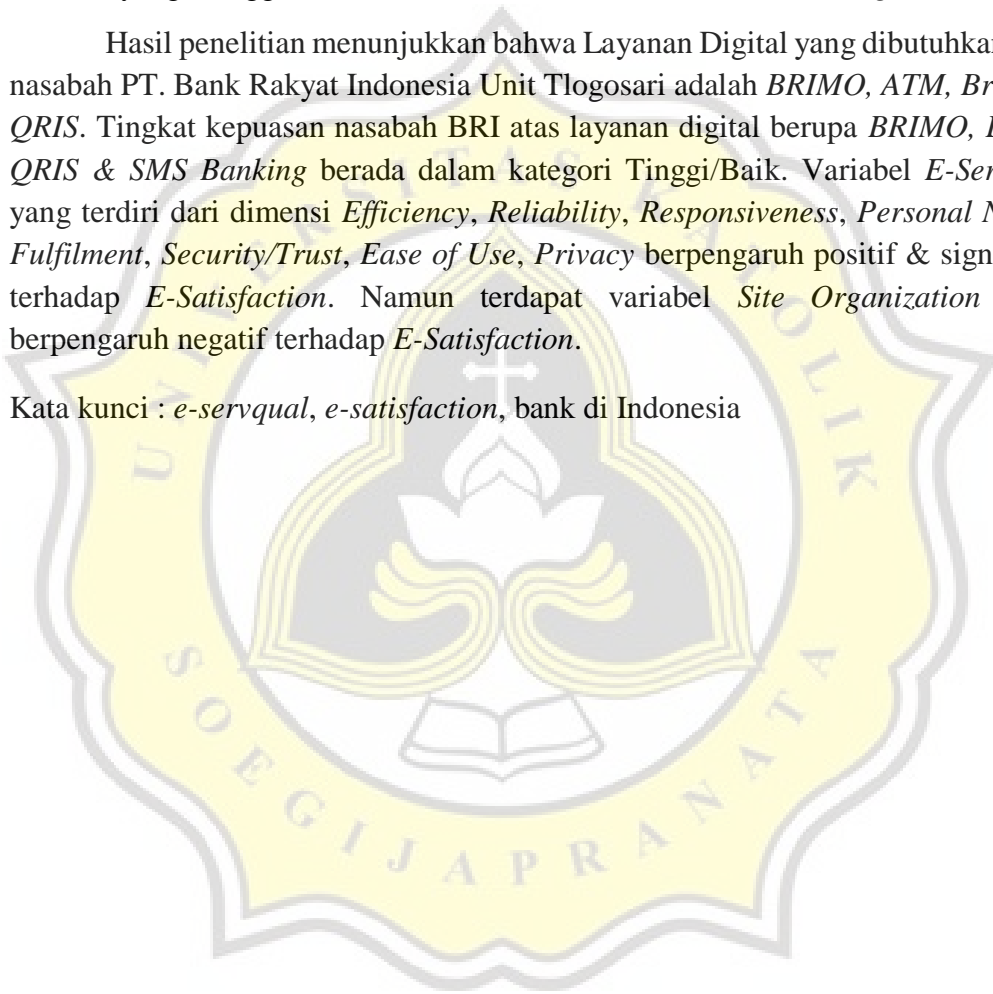 Hasil penelitian menunjukkan bahwa Layanan Digital yang dibutuhkan
nasabah PT. Bank Rakyat Indonesia Unit Tlogosari adalah BRIMO, ATM,
QRIS. Tingkat kepuasan nasabah BRI atas layanan digital berupa BRIMO,
QRIS & SMS Banking berada dalam kategori Tinggi/Baik. Variabel
yang terdiri dari dimensi Efficiency, Reliability, Responsiveness, Personal
Fulfilment, Security/Trust, Ease of Use, Privacy berpengaruh positif &
terhadap E-Satisfaction. Namun terdapat variabel Site Organization
berpengaruh negatif terhadap E-Satisfaction.
Kata kunci : e-servqual, e-satisfaction, bank di Indonesia
UNIVERSITAS KATOLIK
SOEGIJAPRANATA